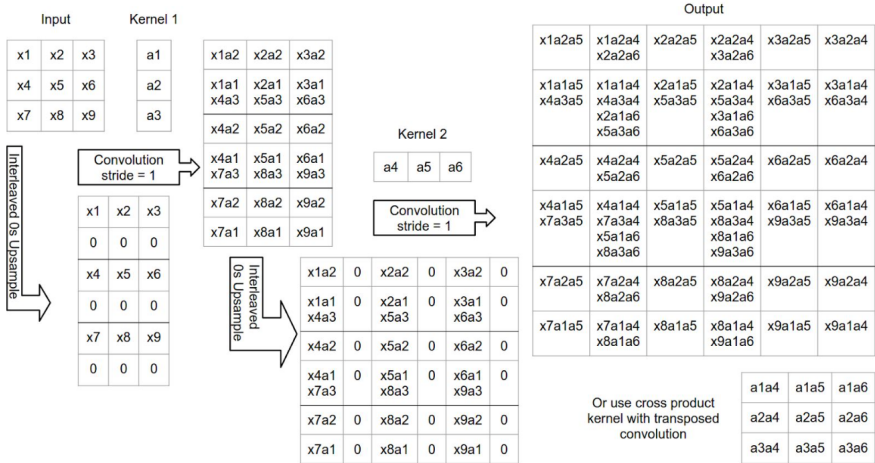 Input
Kernel 1
x1 x2 x3
x4 x5 x6
x7 x8 x9
a1
a2
a3
Interleaved 0s Upsample
Convolution
stride = 1
x1 x2 x3
0 0 0
x4 x5 x6
0 0 0
x7 x8 x9
0 0 0
x1a2 x2a2 x3a2
x1a1 x2a1 x3a1
x4a3 x5a3 x6a3
x4a2 x5a2 x6a2
x4a1 x5a1 x6a1
x7a3 x8a3 x9a3
x7a2 x8a2 x9a2
x7a1 x8a1 x9a1
Interleaved
0s Upsample
Kernel 2
a4 a5 a6
Convolution
stride = 1
x1a2 0 x2a2 0 x3a2 0
x1a1 0 x2a1 0 x3a1 0
x4a3 x5a3 x6a3
x4a2 0 x5a2 0 x6a2 0
x4a1 0 x5a1 0 x6a1 0
x7a3 x8a3 x9a3
x7a2 0 x8a2 0 x9a2 0
x7a1 0 x8a1 0 x9a1 0
Output
x1a2a5 x1a2a4 x2a2a5 x2a2a4 x3a2a5 x3a2a4
x2a2a6 x3a2a6
x1a1a5 x1a1a4 x2a1a5 x2a1a4 x3a1a5 x3a1a4
x4a3a5 x4a3a4 x5a3a5 x5a3a4 x6a3a5 x6a3a4
x2a1a6 x3a1a6
x5a3a6 x6a3a6
x4a2a5 x4a2a4 x5a2a5 x5a2a4 x6a2a5 x6a2a4
x5a2a6 x6a2a6
x4a1a5 x4a1a4 x5a1a5 x5a1a4 x6a1a5 x6a1a4
x7a3a5 x7a3a4 x8a3a5 x8a3a4 x9a3a5 x9a3a4
x5a1a6 x8a1a6
x8a3a6 x9a3a6
x7a2a5 x7a2a4 x8a2a5 x8a2a4 x9a2a5 x9a2a4
x8a2a6 x9a2a6
x7a1a5 x7a1a4 x8a1a5 x8a1a4 x9a1a5 x9a1a4
x8a1a6 x9a1a6
Or use cross product
kernel with transposed
convolution
a1a4 a1a5 a1a6
a2a4 a2a5 a2a6
a3a4 a3a5 a3a6